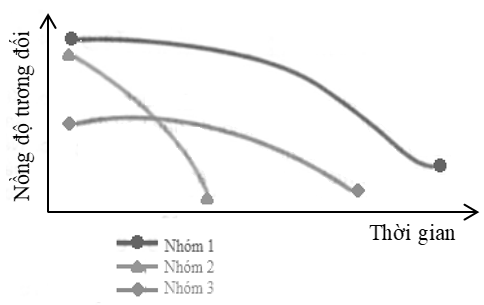 Nồng độ tương đối
Thời gian
Nhóm 1
Nhóm 2
Nhóm 3